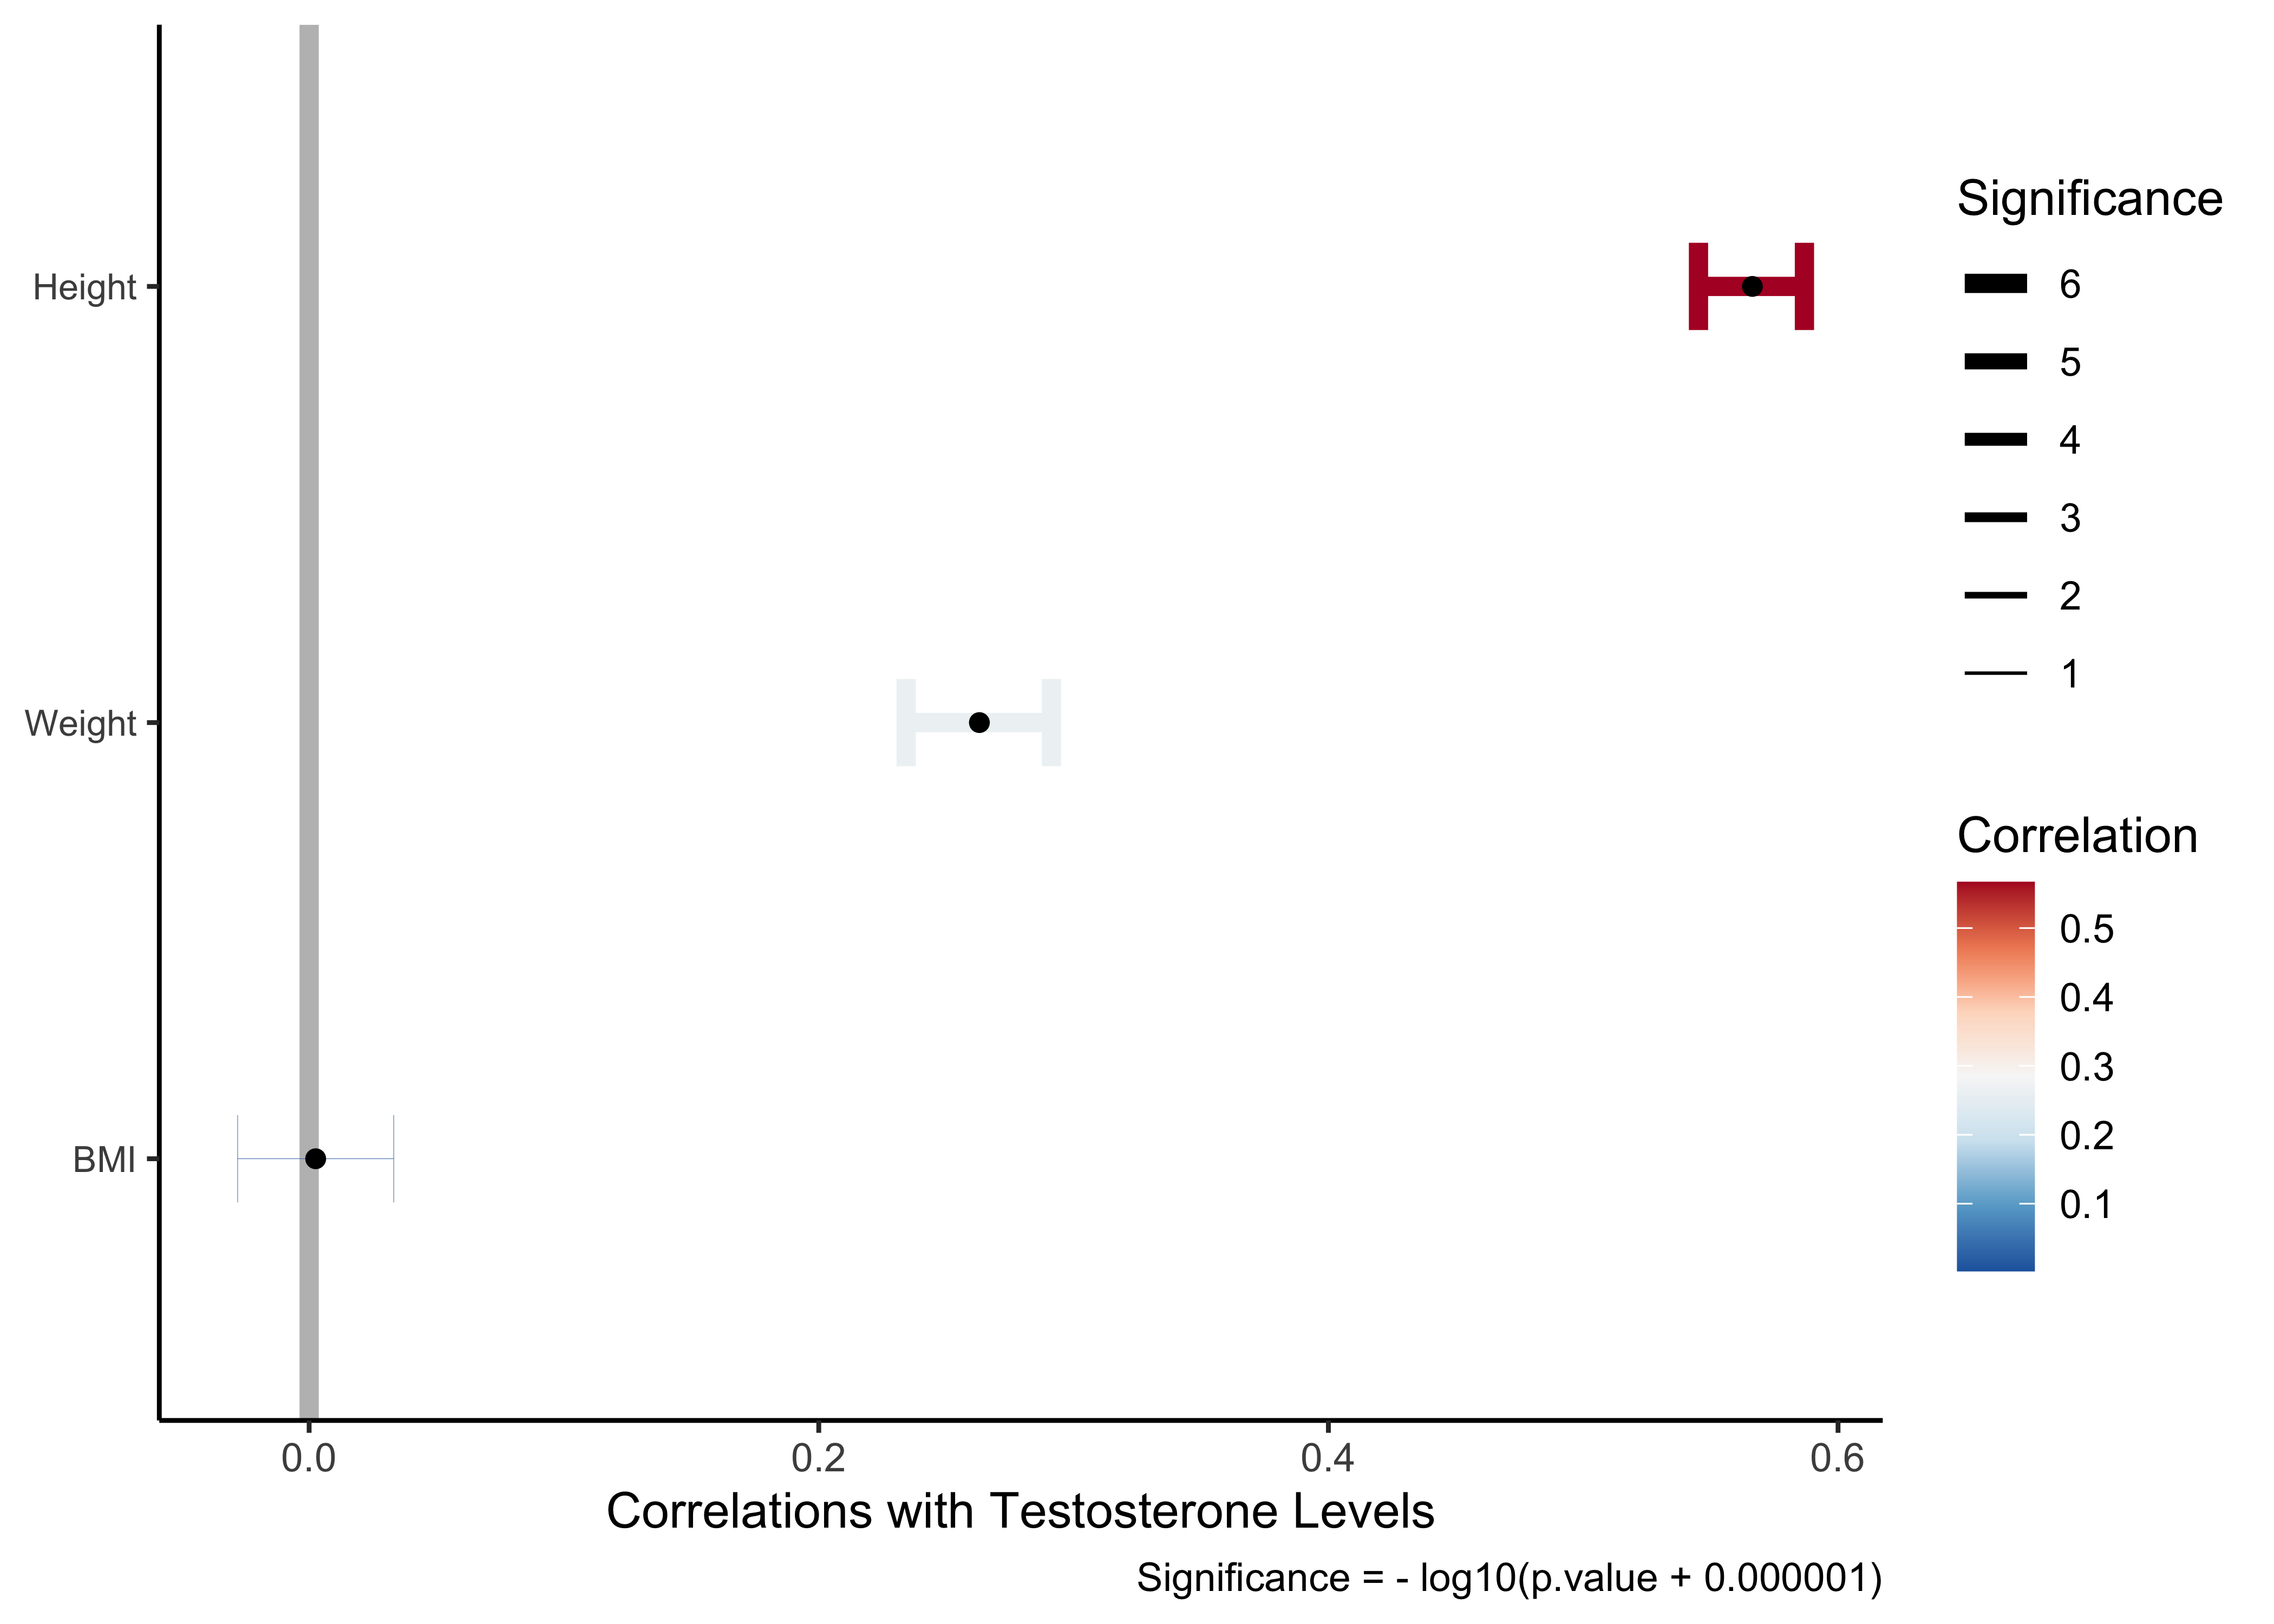 Height
Weight
BMI
0.0 0.2 0.4 0.6
Correlations with Testosterone Levels
Significance = - log10(p.value + 0.000001)
Significance
6
5
4
3
2
1
Correlation
0.5
0.4
0.3
0.2
0.1